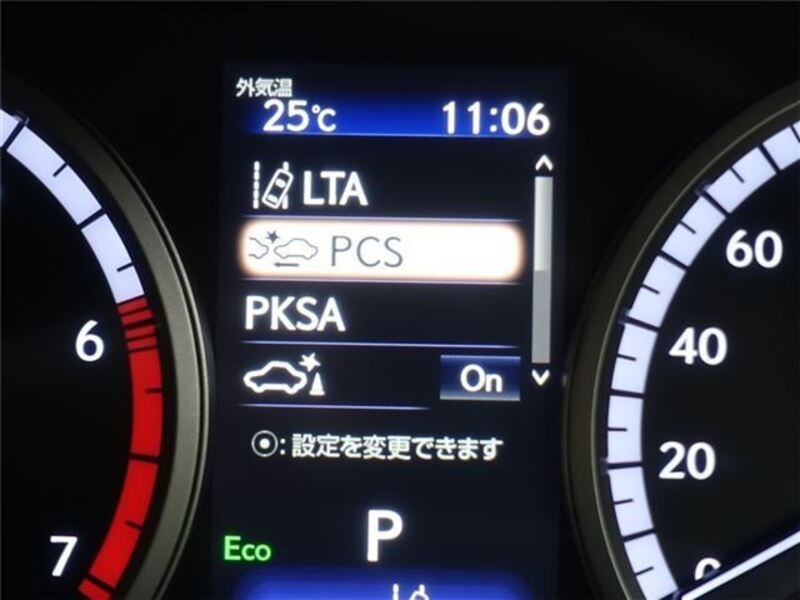 外気温
25℃ 11:06
LTA
PCS
PKSA
On
⦿: 設定を変更できます
P
Eco
6
7
60
40
20
0